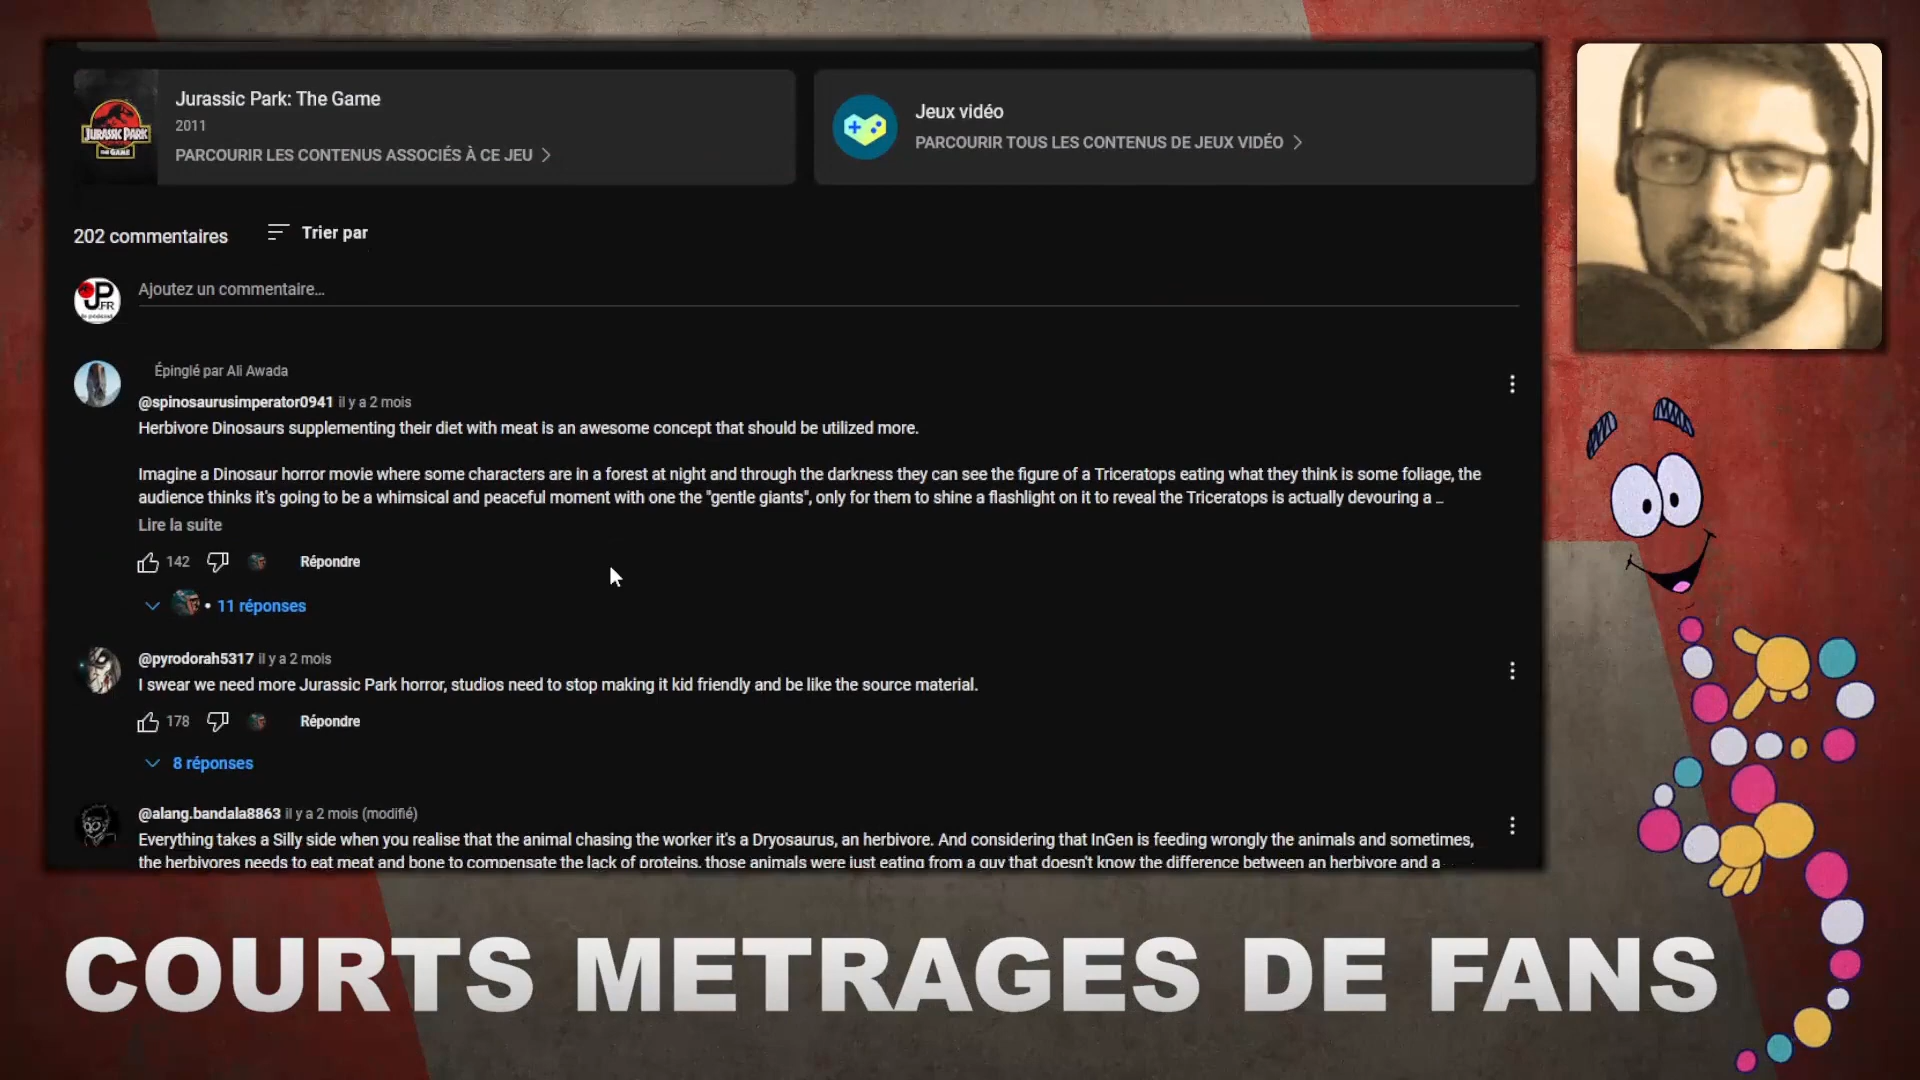 JURASSIC PARK
THE GAME
Jurassic Park: The Game
2011
PARCOURIR LES CONTENUS ASSOCIÉS À CE JEU
Jeux vidéo
PARCOURIR TOUS LES CONTENUS DE JEUX VIDÉO
202 commentaires
Trier par
JP.FR
Ajoutez un commentaire...
Épinglé par Ali Awada
@spinosaurusimperator0941 il y a 2 mois
Herbivore Dinosaurs supplementing their diet with meat is an awesome concept that should be utilized more.
Imagine a Dinosaur horror movie where some characters are in a forest at night and through the darkness they can see the figure of a Triceratops eating what they think is some foliage, the
audience thinks it's going to be a whimsical and peaceful moment with one the "gentle giants", only for them to shine a flashlight on it to reveal the Triceratops is actually devouring a ...
Lire la suite
142
Répondre
• 11 réponses
@pyrodorah5317 il y a 2 mois
I swear we need more Jurassic Park horror, studios need to stop making it kid friendly and be like the source material.
178
Répondre
8 réponses
@alang.bandala8863 il y a 2 mois (modifié)
Everything takes a Silly side when you realise that the animal chasing the worker it's a Dryosaurus, an herbivore. And considering that InGen is feeding wrongly the animals and sometimes,
the herbivores needs to eat meat and bone to compensate the lack of proteins, those animals were just eating from a guy that doesn't know the difference between an herbivore and a
COURTS METRAGES DE FANS